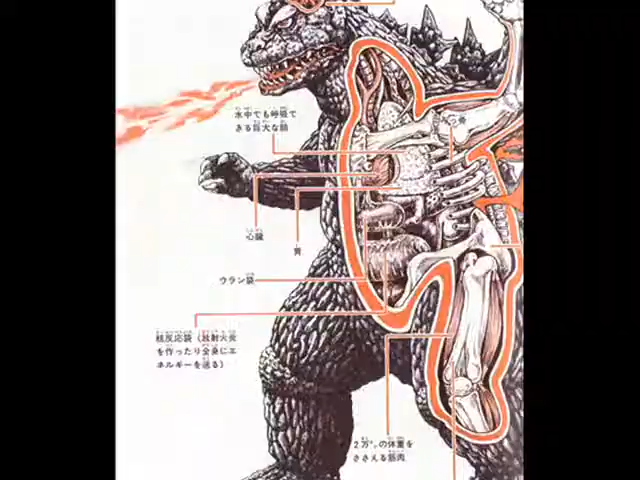 水中でも呼吸で
きる巨大な肺
ろっ骨
心臓
胃
ウラン袋
核反応袋（放射火炎
を作ったり全身にエ
ネルギーを送る）
2万㌧の体重を
ささえる筋肉